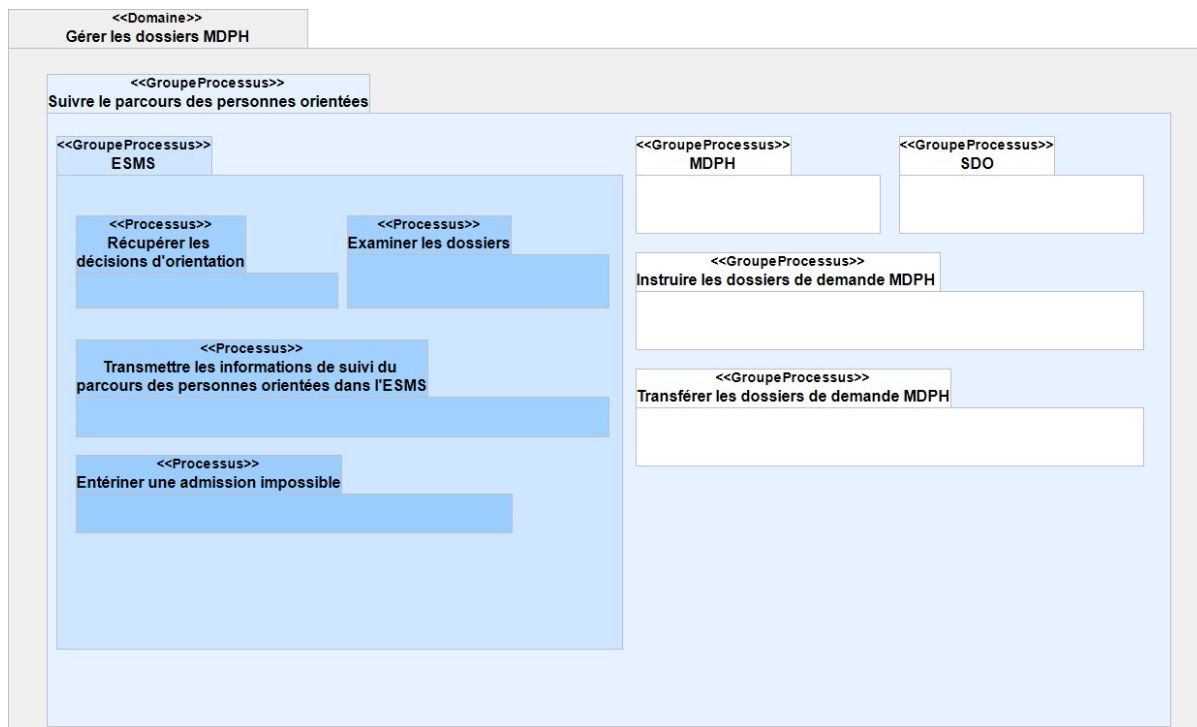 <<Domaine>>
Gérer les dossiers MDPH
<<GroupeProcessus>>
Suivre le parcours des personnes orientées
<<GroupeProcessus>>
ESMS
<<Processus>>
Récupérer les
décisions d'orientation
<<Processus>>
Examiner les dossiers
<<Processus>>
Transmettre les informations de suivi du
parcours des personnes orientées dans l'ESMS
<<Processus>>
Entériner une admission impossible
<<GroupeProcessus>>
MDPH
<<GroupeProcessus>>
SDO
<<GroupeProcessus>>
Instruire les dossiers de demande MDPH
<<GroupeProcessus>>
Transférer les dossiers de demande MDPH